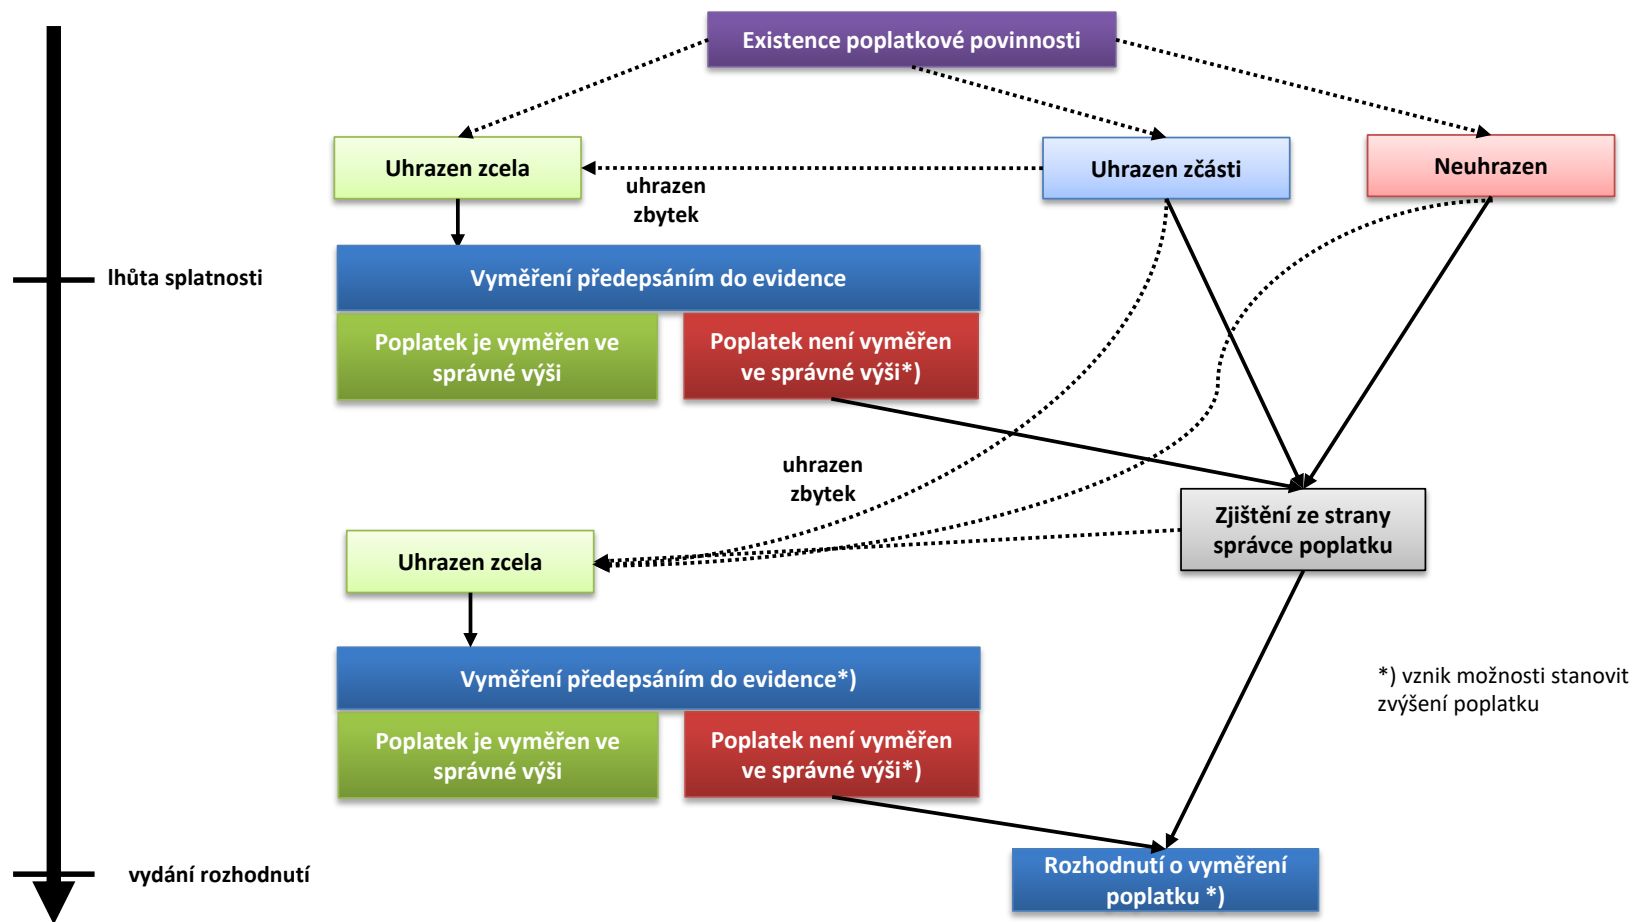 Existence poplatkové povinnosti
Uhrazen zcela
Uhrazen zčásti
Neuhrazen
uhrazen
zbytek
lhůta splatnosti
Vyměření předepsáním do evidence
Poplatek je vyměřen ve
správné výši
Poplatek není vyměřen
ve správné výši*)
uhrazen
zbytek
Zjištění ze strany
správce poplatku
Uhrazen zcela
Vyměření předepsáním do evidence*)
*) vznik možnosti stanovit
zvýšení poplatku
Poplatek je vyměřen ve
správné výši
Poplatek není vyměřen
ve správné výši*)
vydání rozhodnutí
Rozhodnutí o vyměření
poplatku *)